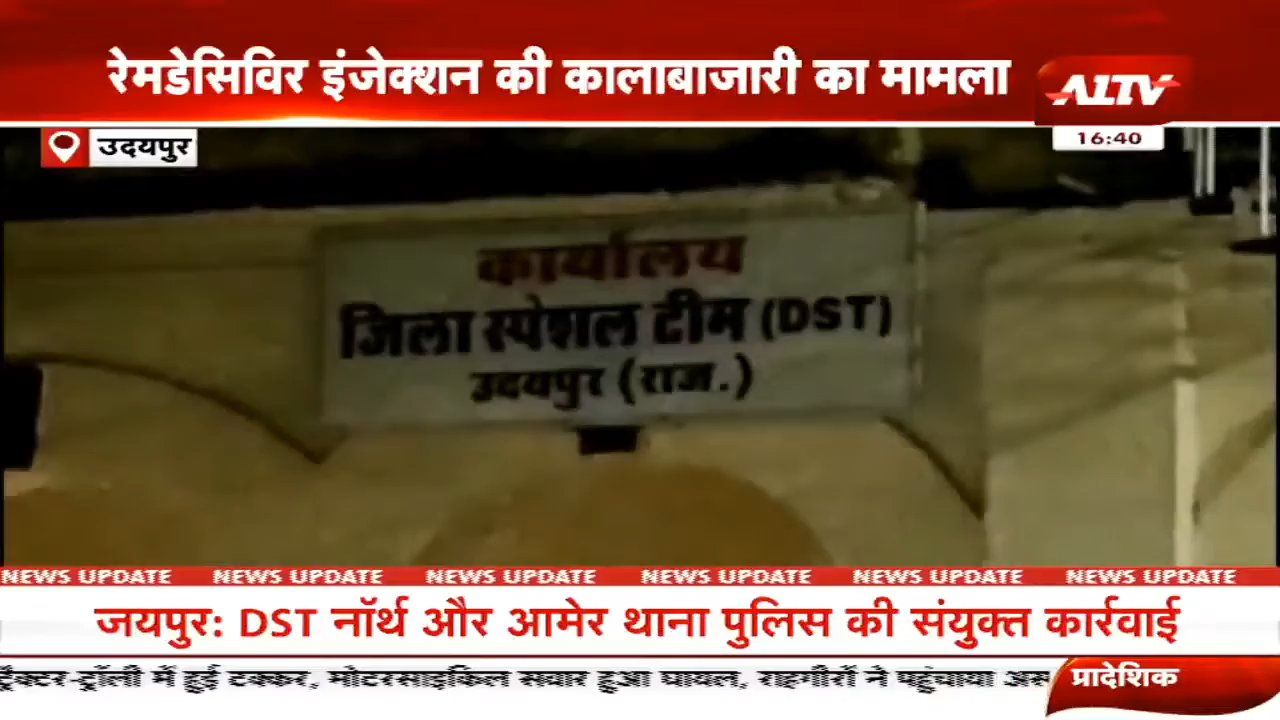 रेमडेसिविर इंजेक्शन की कालाबाजारी का मामला
ALTV
16:40
उदयपुर
कार्यालय
जिला स्पेशल टीम (DST)
उदयपुर (राज.)
NEWS UPDATE NEWS UPDATE NEWS UPDATE NEWS UPDATE NEWS UPDATE NEWS UPDATE
जयपुर: DST नॉर्थ और आमेर थाना पुलिस की संयुक्त कार्रवाई
ट्रैक्टर-ट्रॉली में हुई टक्कर, मोटरसाइकिल सवार हुआ घायल, राहगीरों ने पहुंचाया
प्रादेशिक